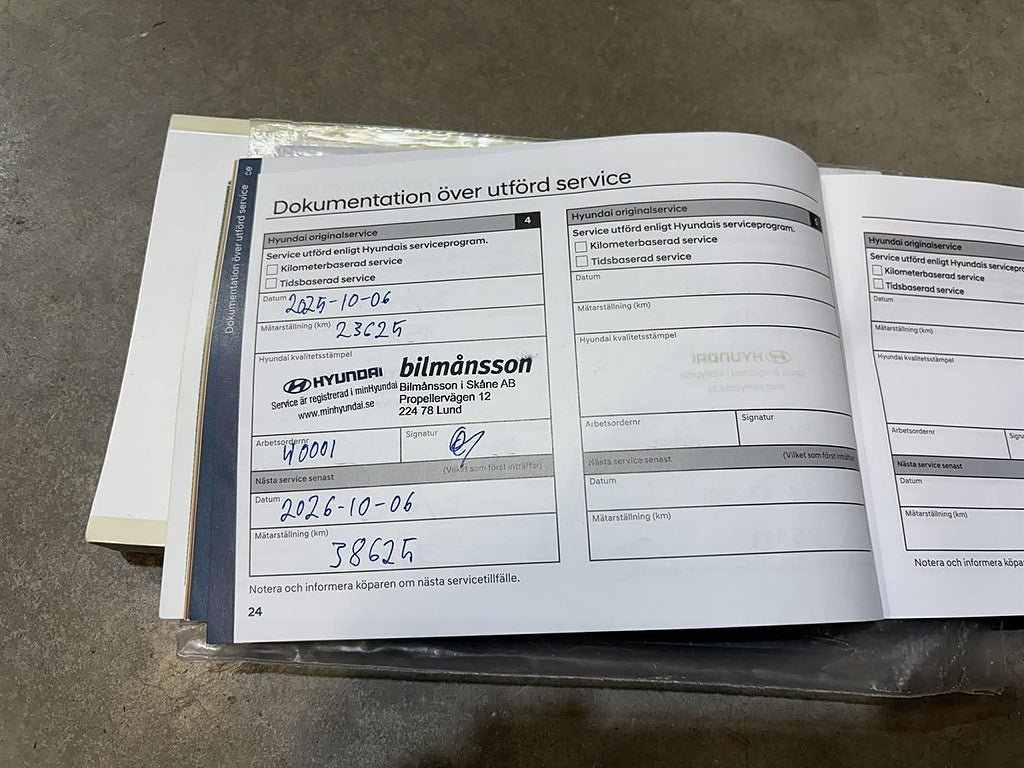 Dokumentation över utförd service
Dokumentation över utförd service
Hyundai originalservice
4
Service utförd enligt Hyundais serviceprogram.
Kilometerbaserad service
Tidsbaserad service
Datum 2025-10-06
Mätarställning (km) 23625
Hyundai kvalitetsstämpel
HYUNDAI
Service är registrerad i minHyundai
www.minhyundai.se
bilmånsson
Bilmånsson i Skåne AB
Propellervägen 12
224 78 Lund
Arbetsordernr 40001
Signatur
Nästa service senast
(Vilket som först inträffar)
Datum 2026-10-06
Mätarställning (km) 38625
Notera och informera köparen om nästa servicetillfälle.
24
Hyundai originalservice
5
Service utförd enligt Hyundais serviceprogram.
Kilometerbaserad service
Tidsbaserad service
Datum
Mätarställning (km)
Hyundai kvalitetsstämpel
Arbetsordernr
Signatur
Nästa service senast
(Vilket som först inträffar
Datum
Mätarställning (km)
Hyundai originalservice
Service utförd enligt Hyundais servicepro
Kilometerbaserad service
Tidsbaserad service
Datum
Mätarställning (km)
Hyundai kvalitetsstämpel
Arbetsordernr
Signatur
Nästa service senast
Datum
Mätarställning (km)
Notera och informera köpa